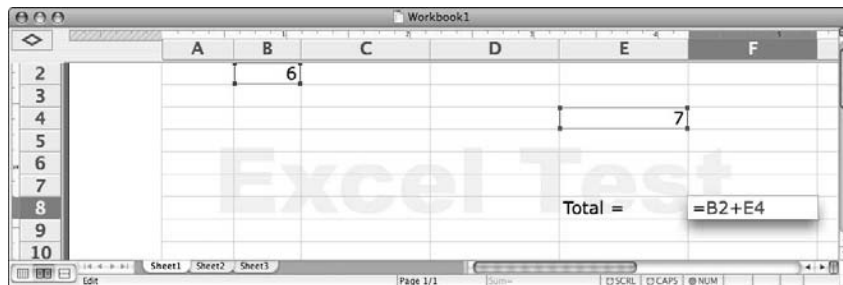 Workbook1
A B C D E F
2 6
3
4 7
5
6
7
8 Total = =B2+E4
9
10
Excel Test
Sheet1 Sheet2 Sheet3
Edit Page 1/1 Sum= SCRL CAPS NUM